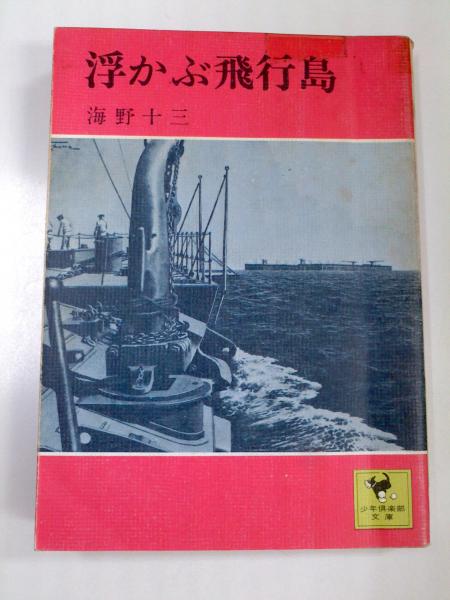 浮かぶ飛行島
海野十三
少年倶楽部
文庫